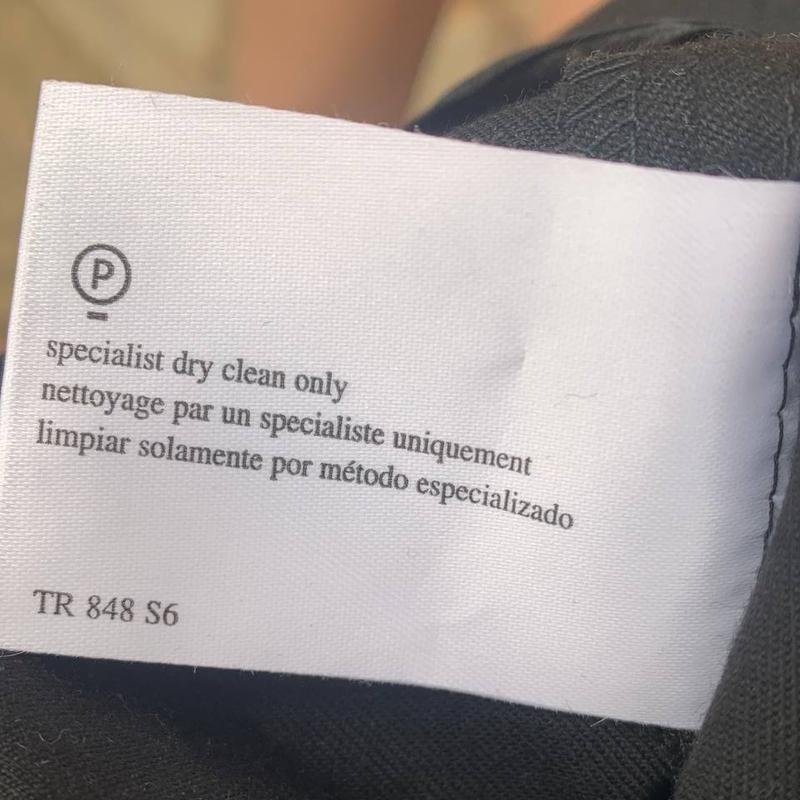 P
specialist dry clean only
nettoyage par un specialiste uniquement
limpiar solamente por método especializado
TR 848 S6